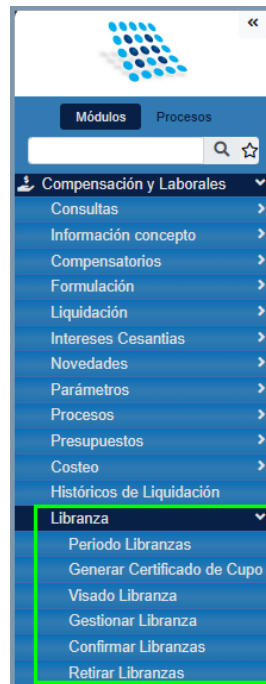 Módulos Procesos
Compensación y Laborales
Consultas
Información concepto
Compensatorios
Formulación
Liquidación
Intereses Cesantias
Novedades
Parámetros
Procesos
Presupuestos
Costeo
Históricos de Liquidación
Libranza
Periodo Libranzas
Generar Certificado de Cupo
Visado Libranza
Gestionar Libranza
Confirmar Libranzas
Retirar Libranzas